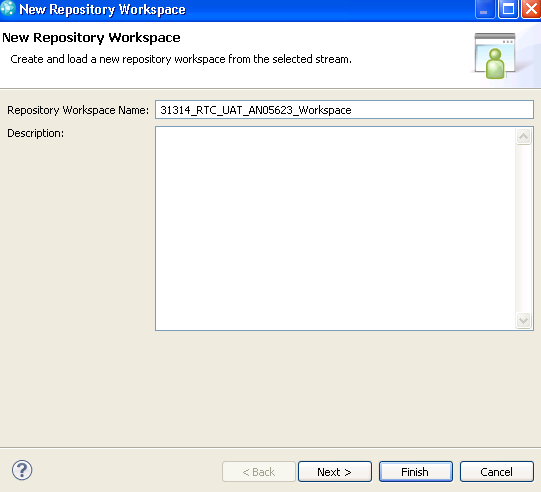 New Repository Workspace
New Repository Workspace
Create and load a new repository workspace from the selected stream.
Repository Workspace Name: 31314_RTC_UAT_AN05623_Workspace
Description:
< Back Next > Finish Cancel